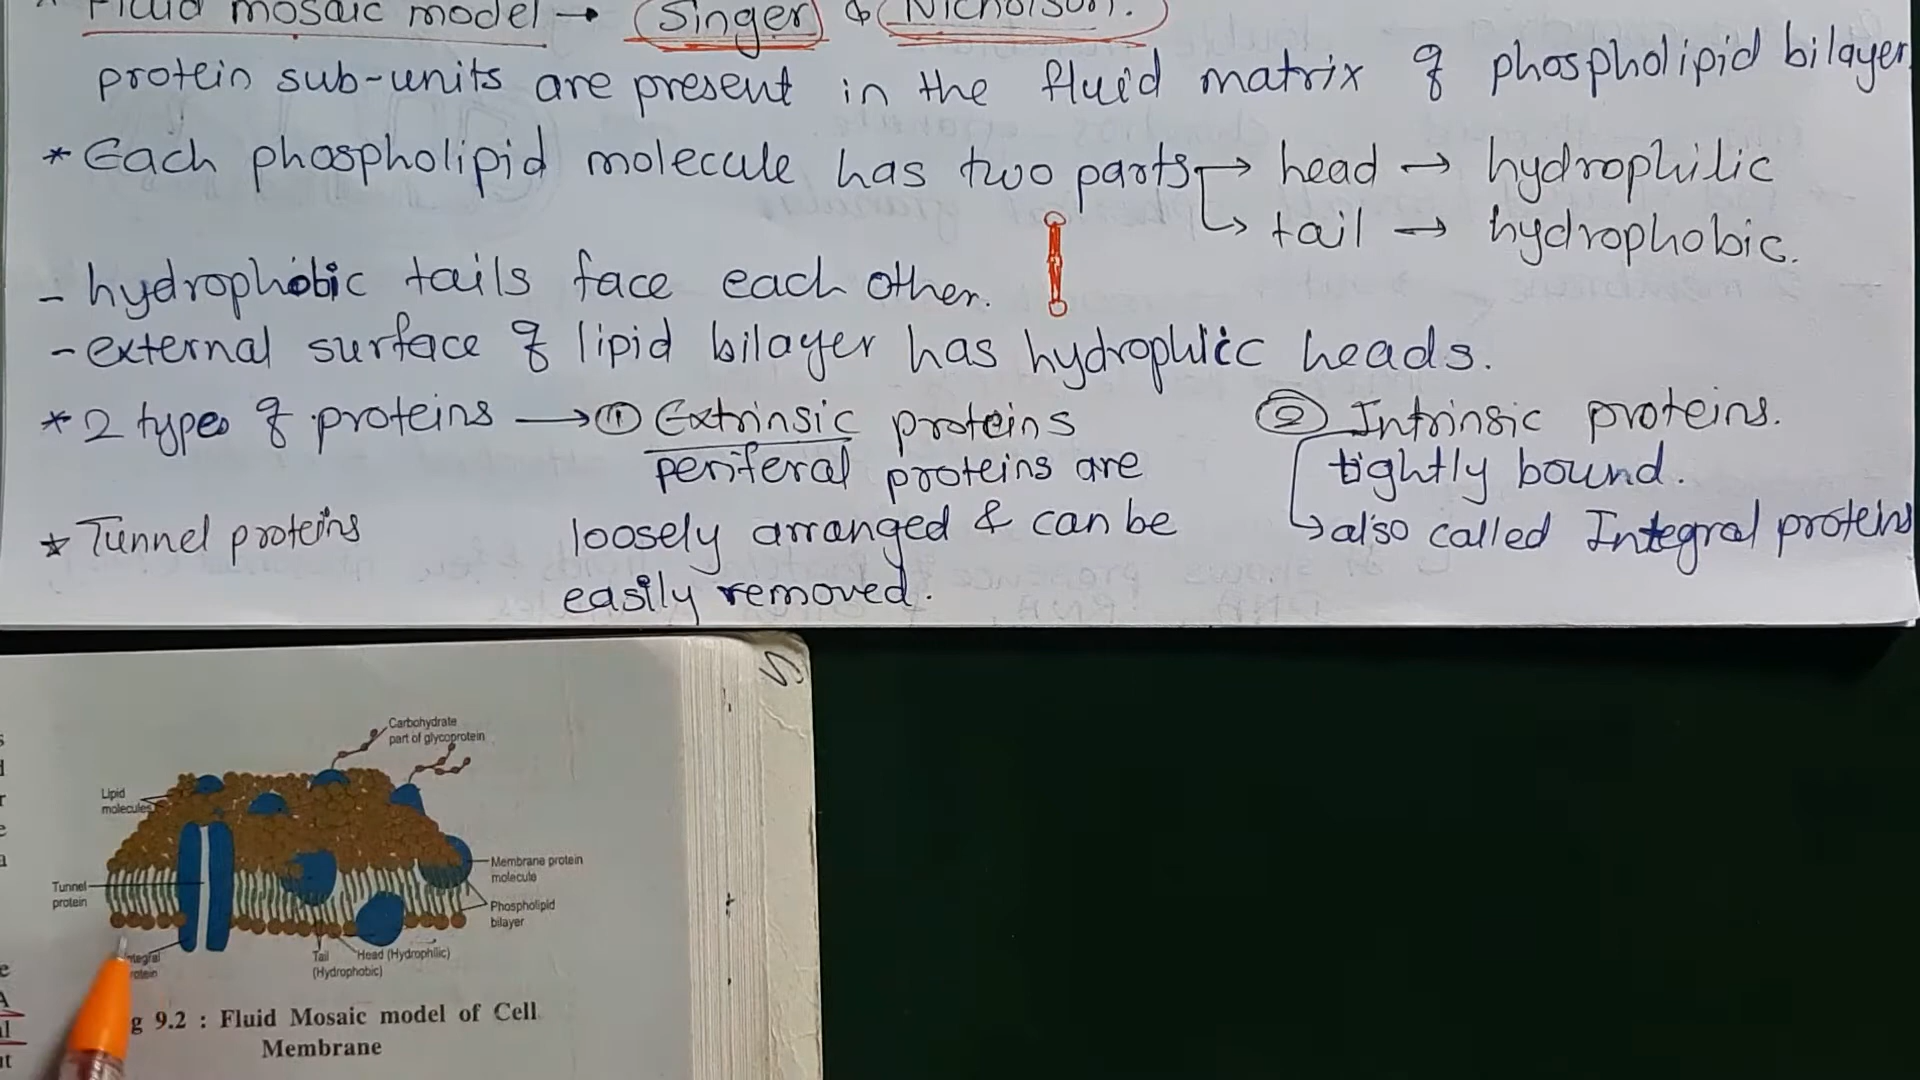 * Fluid mosaic model → Singer & Nicholson.
protein sub-units are present in the fluid matrix of phospholipid bilayer.
* Each phospholipid molecule has two parts → head → hydrophilic
↳ tail → hydrophobic.
- hydrophobic tails face each other.
- external surface of lipid bilayer has hydrophlic heads.
* 2 types of proteins → ① Extrinsic proteins ② Intrinsic proteins.
periferal proteins are tightly bound.
* Tunnel proteins loosely arranged & can be ↳ also called Integral proteins
easily removed.
Carbohydrate
part of glycoprotein
Lipid
molecules
Membrane protein
molecule
Tunnel
protein
Phospholipid
bilayer
Tail
(Hydrophobic)
Head (Hydrophilic)
g 9.2 : Fluid Mosaic model of Cell
Membrane